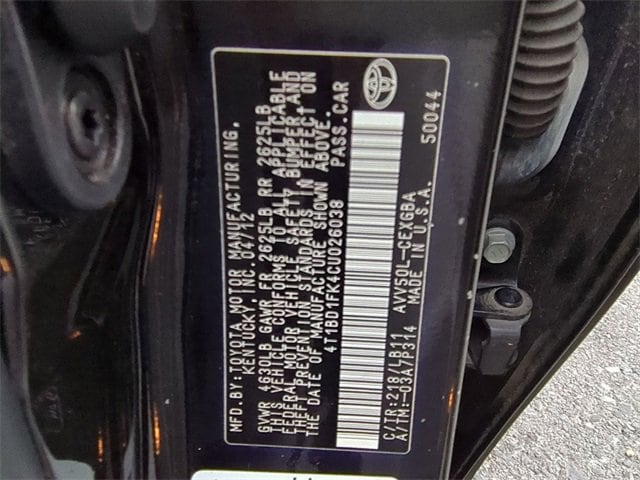 MFD.BY:TOYOTA MOTOR MANUFACTURING,
KENTUCKY, INC. 04/12
GVWR 4630LB GAWR FR 2625LB RR 2625LB
THIS VEHICLE CONFORMS TO ALL APPLICABLE
FEDERAL MOTOR VEHICLE SAFETY, BUMPER, AND
THEFT PREVENTION STANDARDS IN EFFECT ON
THE DATE OF MANUFACTURE SHOWN ABOVE.
4T1BD1FK4CU026038 PASS.CAR
C/TR:218/LB11 AVV50L-CEXGBA
A/TM:-03A/P314 MADE IN U.S.A. 50044